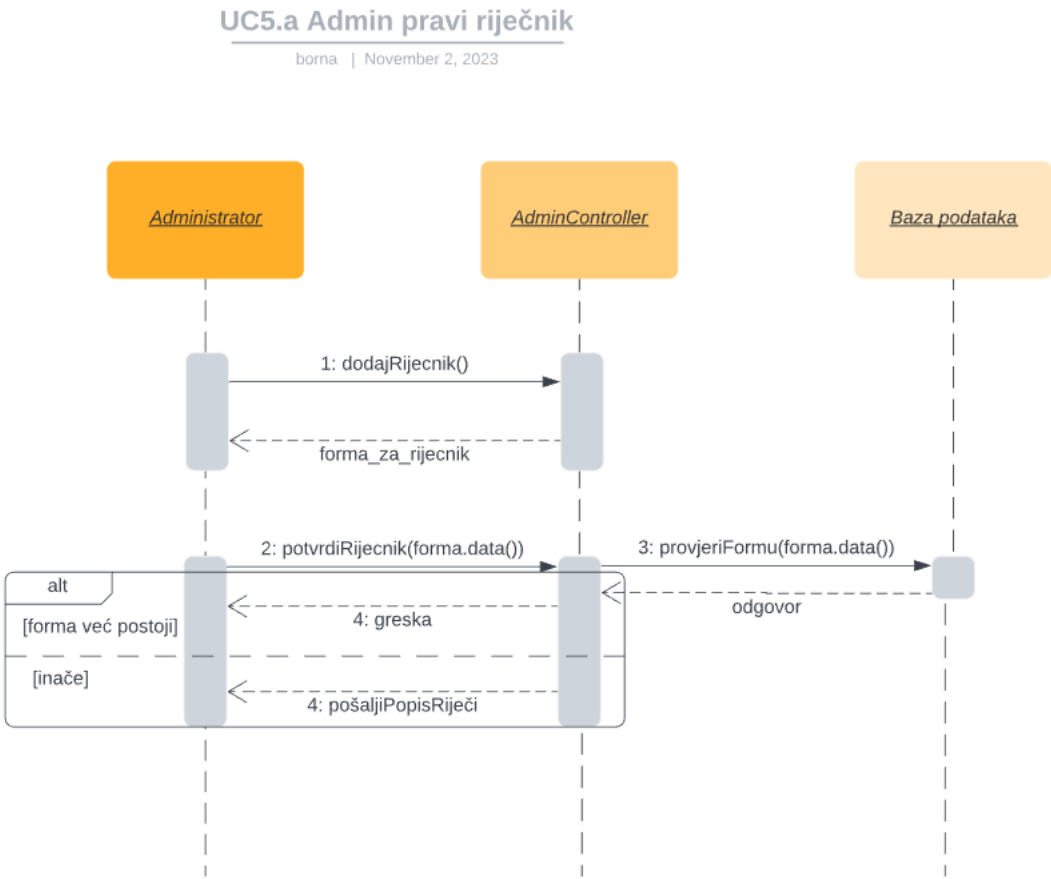 UC5.a Admin pravi riječnik
borna | November 2, 2023
Administrator
AdminController
Baza podataka
1: dodajRijecnik()
forma_za_rijecnik
2: potvrdiRijecnik(forma.data())
3: provjeriFormu(forma.data())
alt
odgovor
4: greska
[forma već postoji]
[inače]
4: pošaljiPopisRiječi